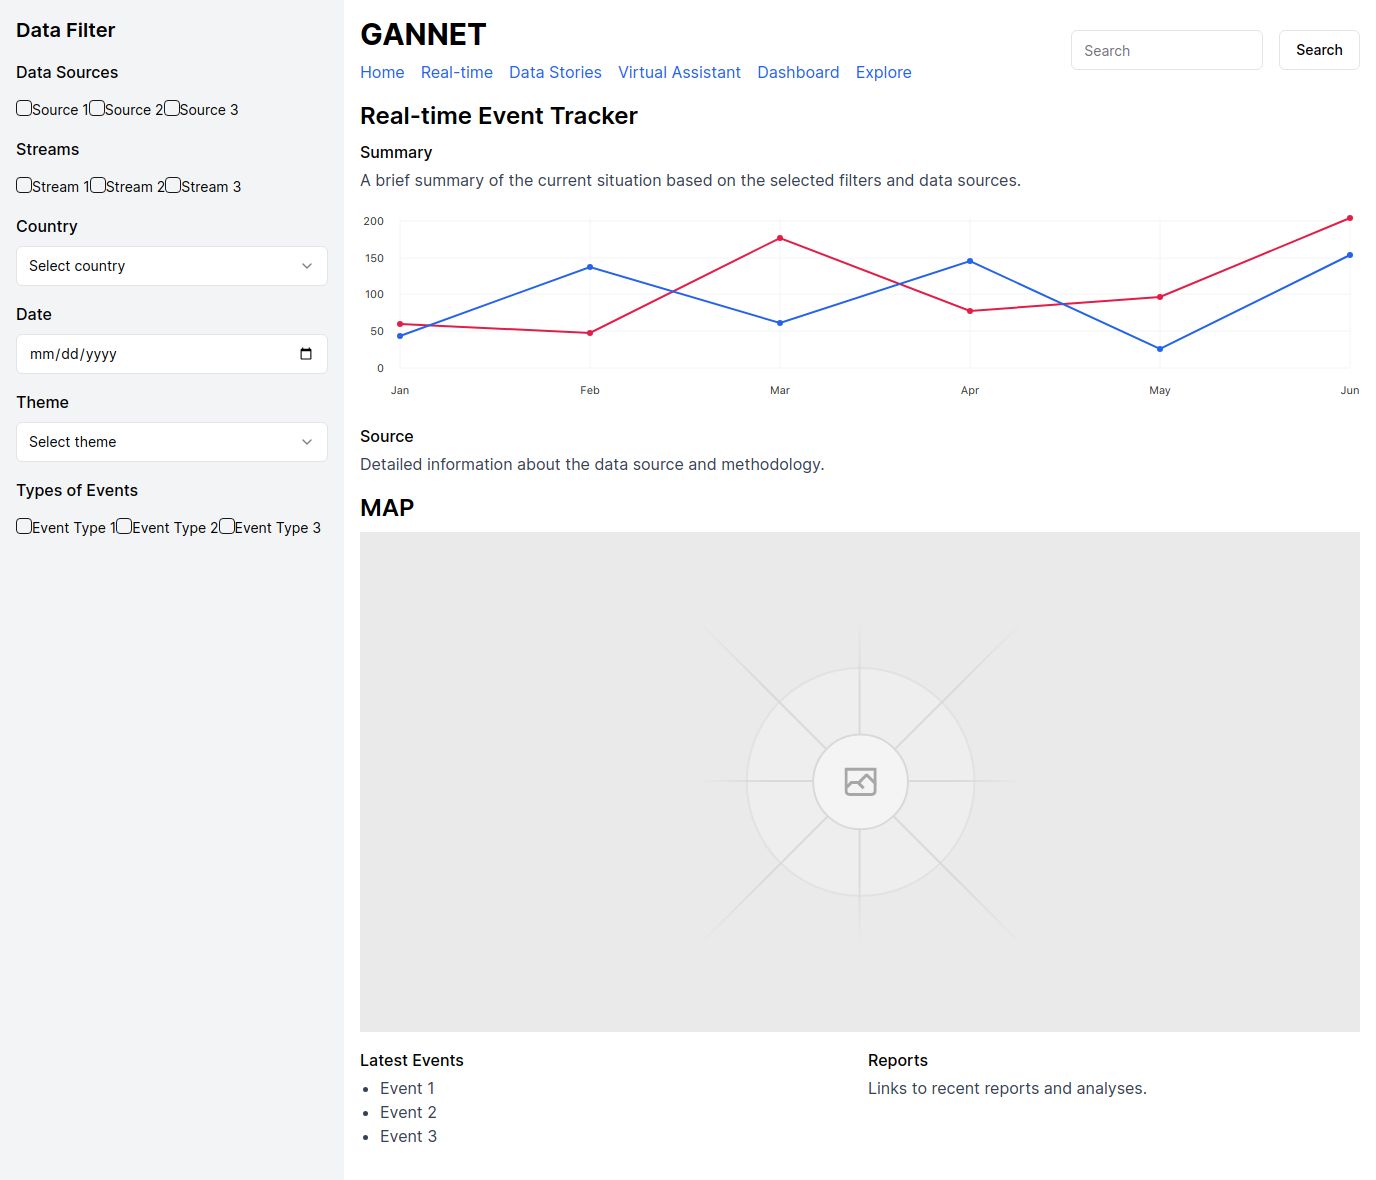 Data Filter
Data Sources
Source 1 Source 2 Source 3
Streams
Stream 1 Stream 2 Stream 3
Country
Select country
Date
mm/dd/yyyy
Theme
Select theme
Types of Events
Event Type 1 Event Type 2 Event Type 3
GANNET
Search Search
Home Real-time Data Stories Virtual Assistant Dashboard Explore
Real-time Event Tracker
Summary
A brief summary of the current situation based on the selected filters and data sources.
200
150
100
50
0
Jan Feb Mar Apr May Jun
Source
Detailed information about the data source and methodology.
MAP
Latest Events
Event 1
Event 2
Event 3
Reports
Links to recent reports and analyses.